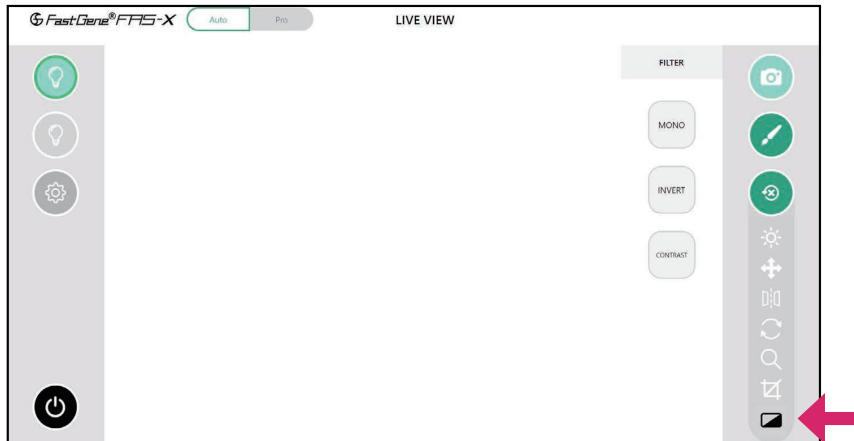 FastGene® FAS-X Auto Pro LIVE VIEW
FILTER
MONO
INVERT
CONTRAST